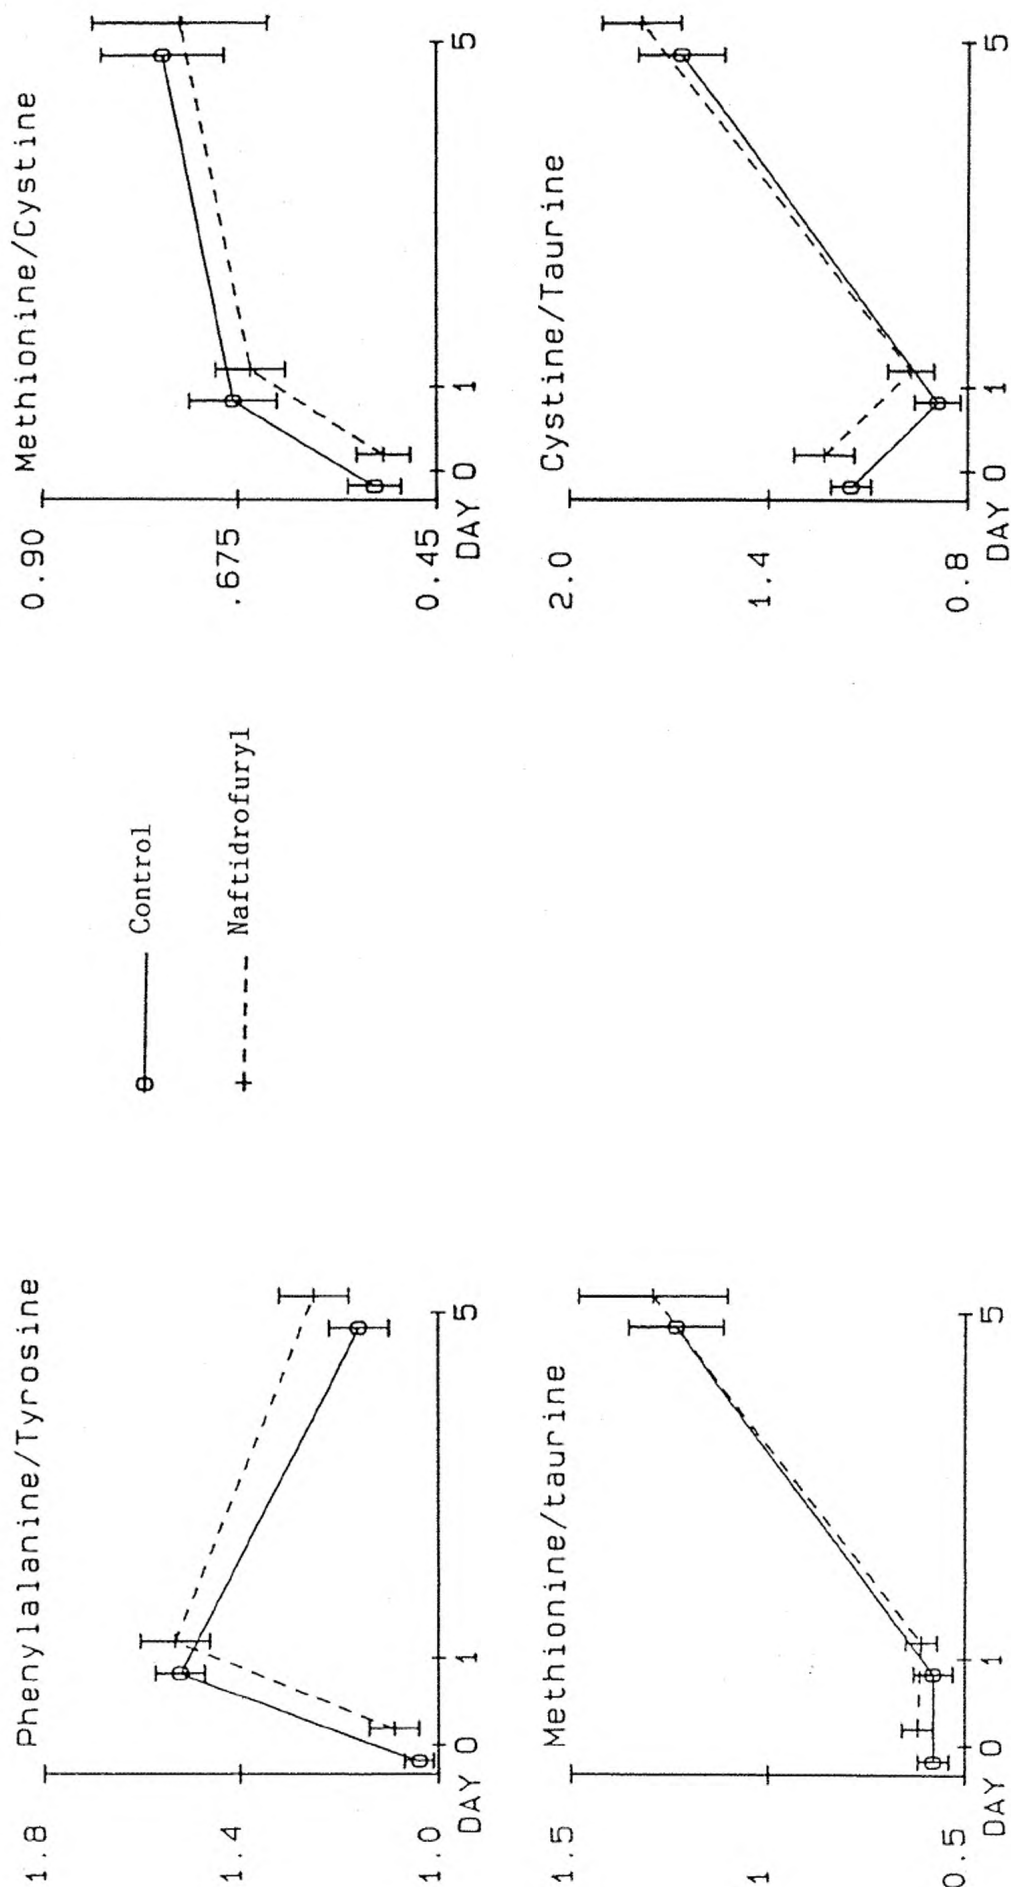 Phenylalanine/Tyrosine
1.8
1.4
1.0
DAY 0 1 5
Methionine/Cystine
0.90
.675
0.45
DAY 0 1 5
Control
Naftidrofuryl
Methionine/taurine
1.5
1
0.5
DAY 0 1 5
Cystine/Taurine
2.0
1.4
0.8
DAY 0 1 5